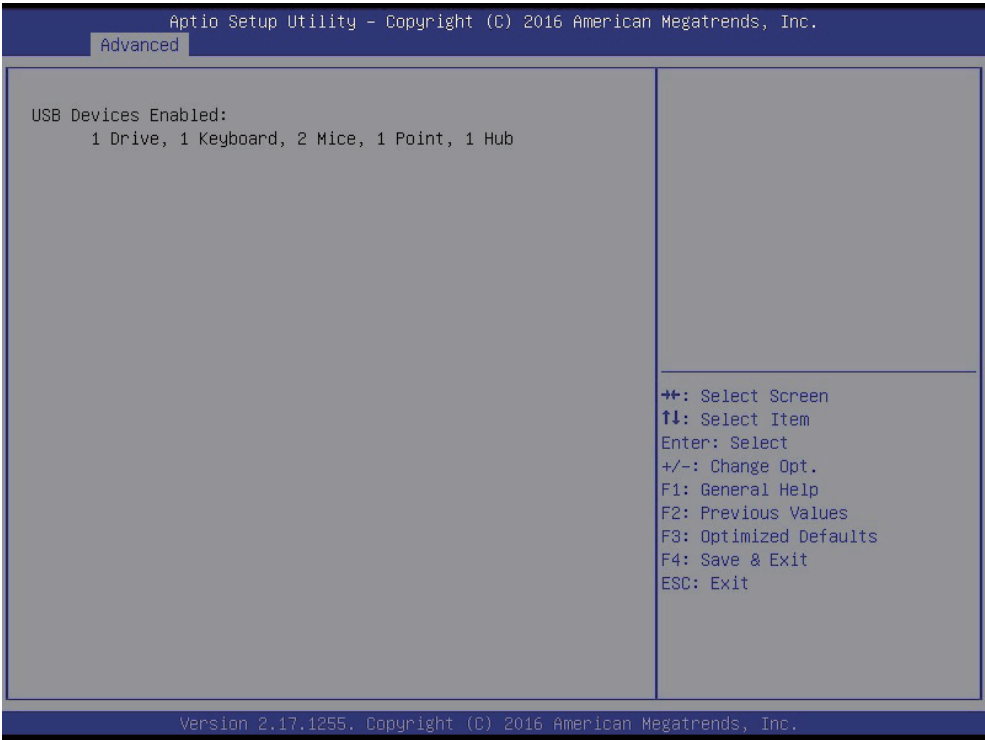 Aptio Setup Utility – Copyright (C) 2016 American Megatrends, Inc.
Advanced
USB Devices Enabled:
1 Drive, 1 Keyboard, 2 Mice, 1 Point, 1 Hub
→←: Select Screen
↑↓: Select Item
Enter: Select
+/-: Change Opt.
F1: General Help
F2: Previous Values
F3: Optimized Defaults
F4: Save & Exit
ESC: Exit
Version 2.17.1255. Copyright (C) 2016 American Megatrends, Inc.